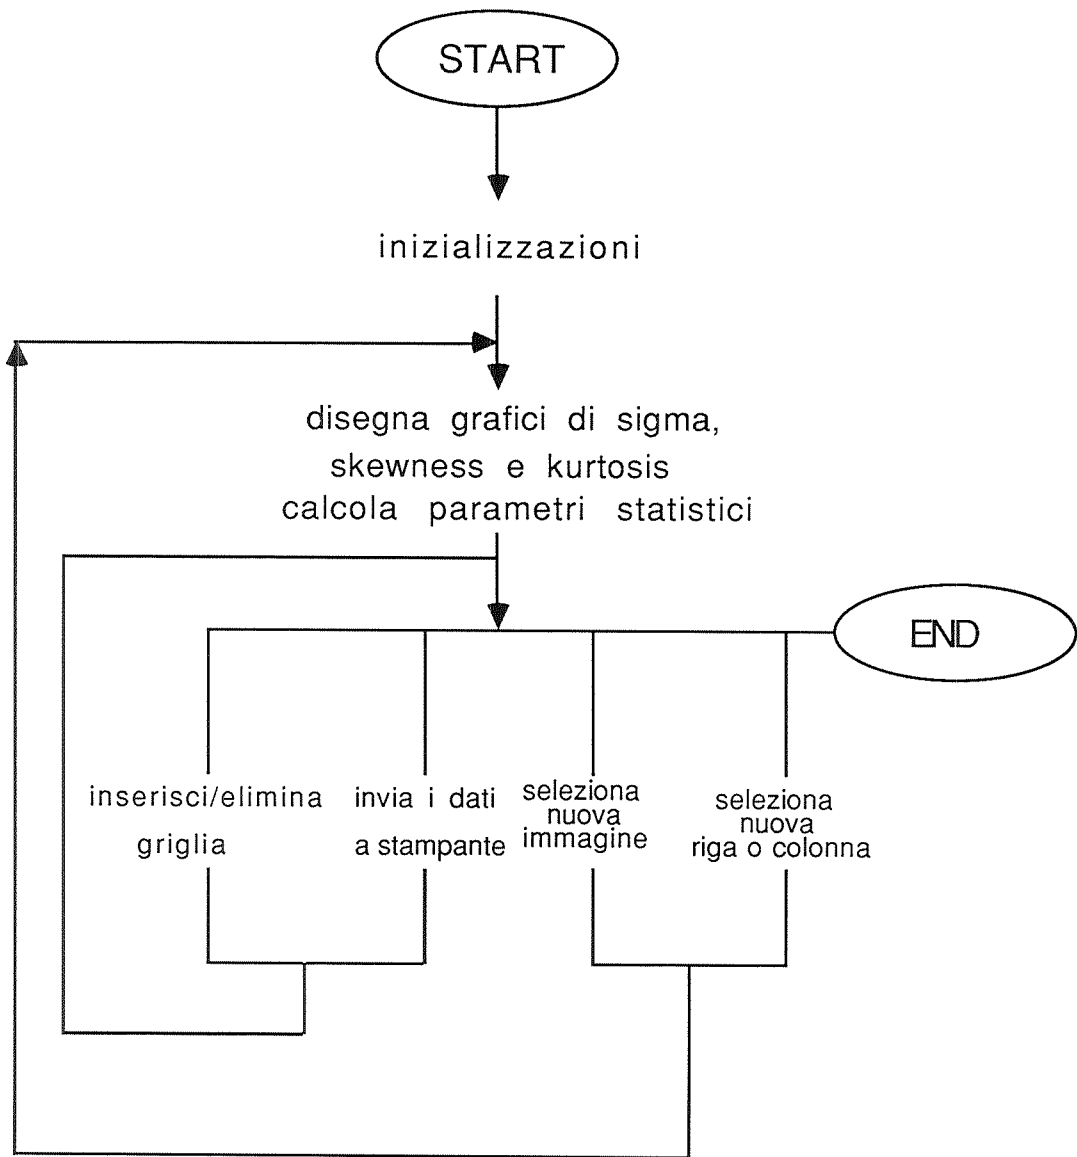 START
inizializzazioni
disegna grafici di sigma,
skewness e kurtosis
calcola parametri statistici
END
inserisci/elimina
griglia
invia i dati
a stampante
seleziona
nuova
immagine
seleziona
nuova
riga o colonna